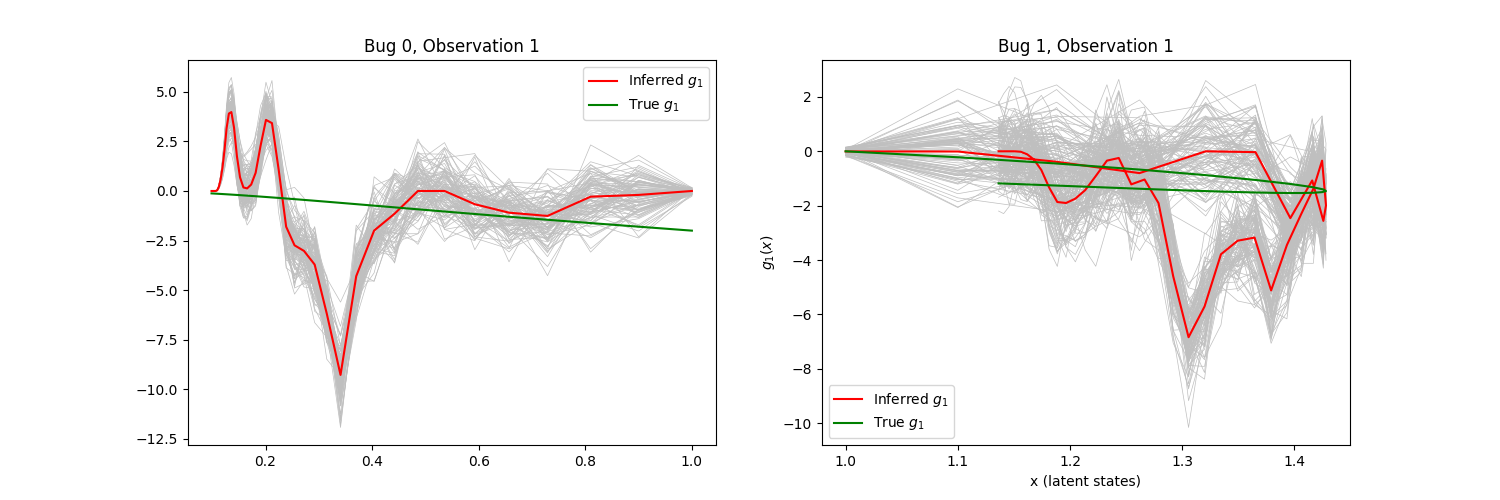 Bug 0, Observation 1
Inferred g₁
True g₁
5.0
2.5
0.0
−2.5
−5.0
−7.5
−10.0
−12.5
0.2 0.4 0.6 0.8 1.0
Bug 1, Observation 1
g₁(x)
2
0
−2
−4
−6
−8
−10
Inferred g₁
True g₁
1.0 1.1 1.2 1.3 1.4
x (latent states)